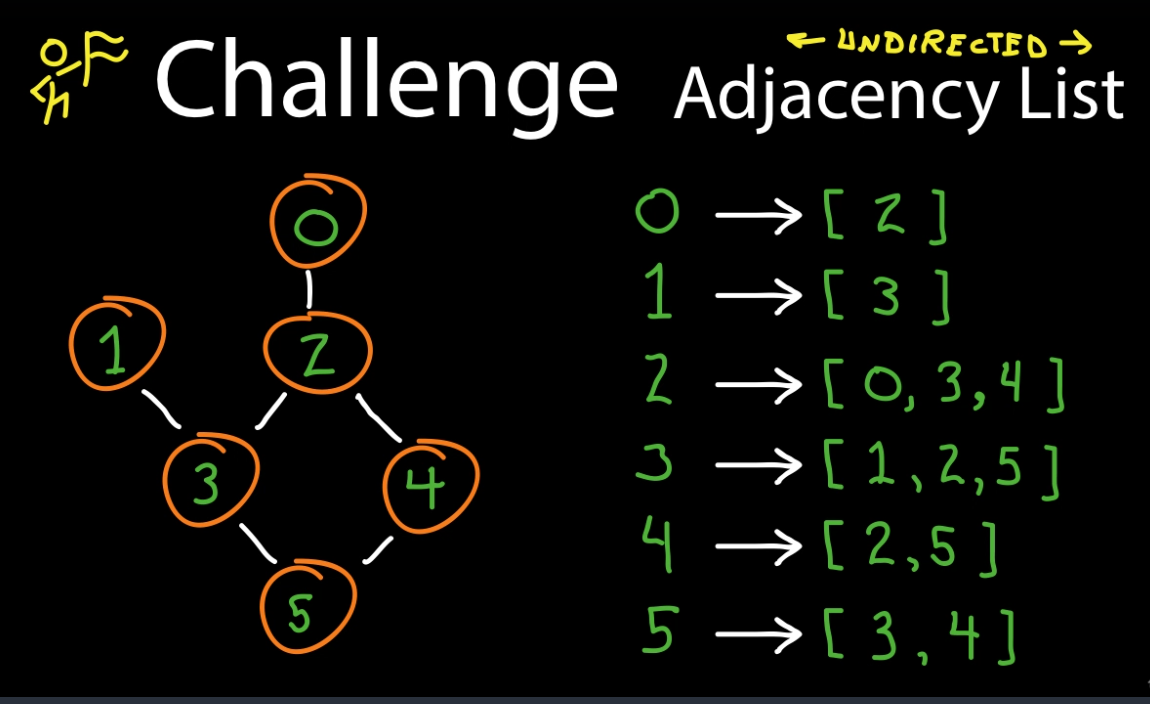 ← UNDIRECTED →
Challenge Adjacency List
0
1
2
3
4
5
0 → [ 2 ]
1 → [ 3 ]
2 → [ 0, 3, 4 ]
3 → [ 1, 2, 5 ]
4 → [ 2, 5 ]
5 → [ 3, 4 ]